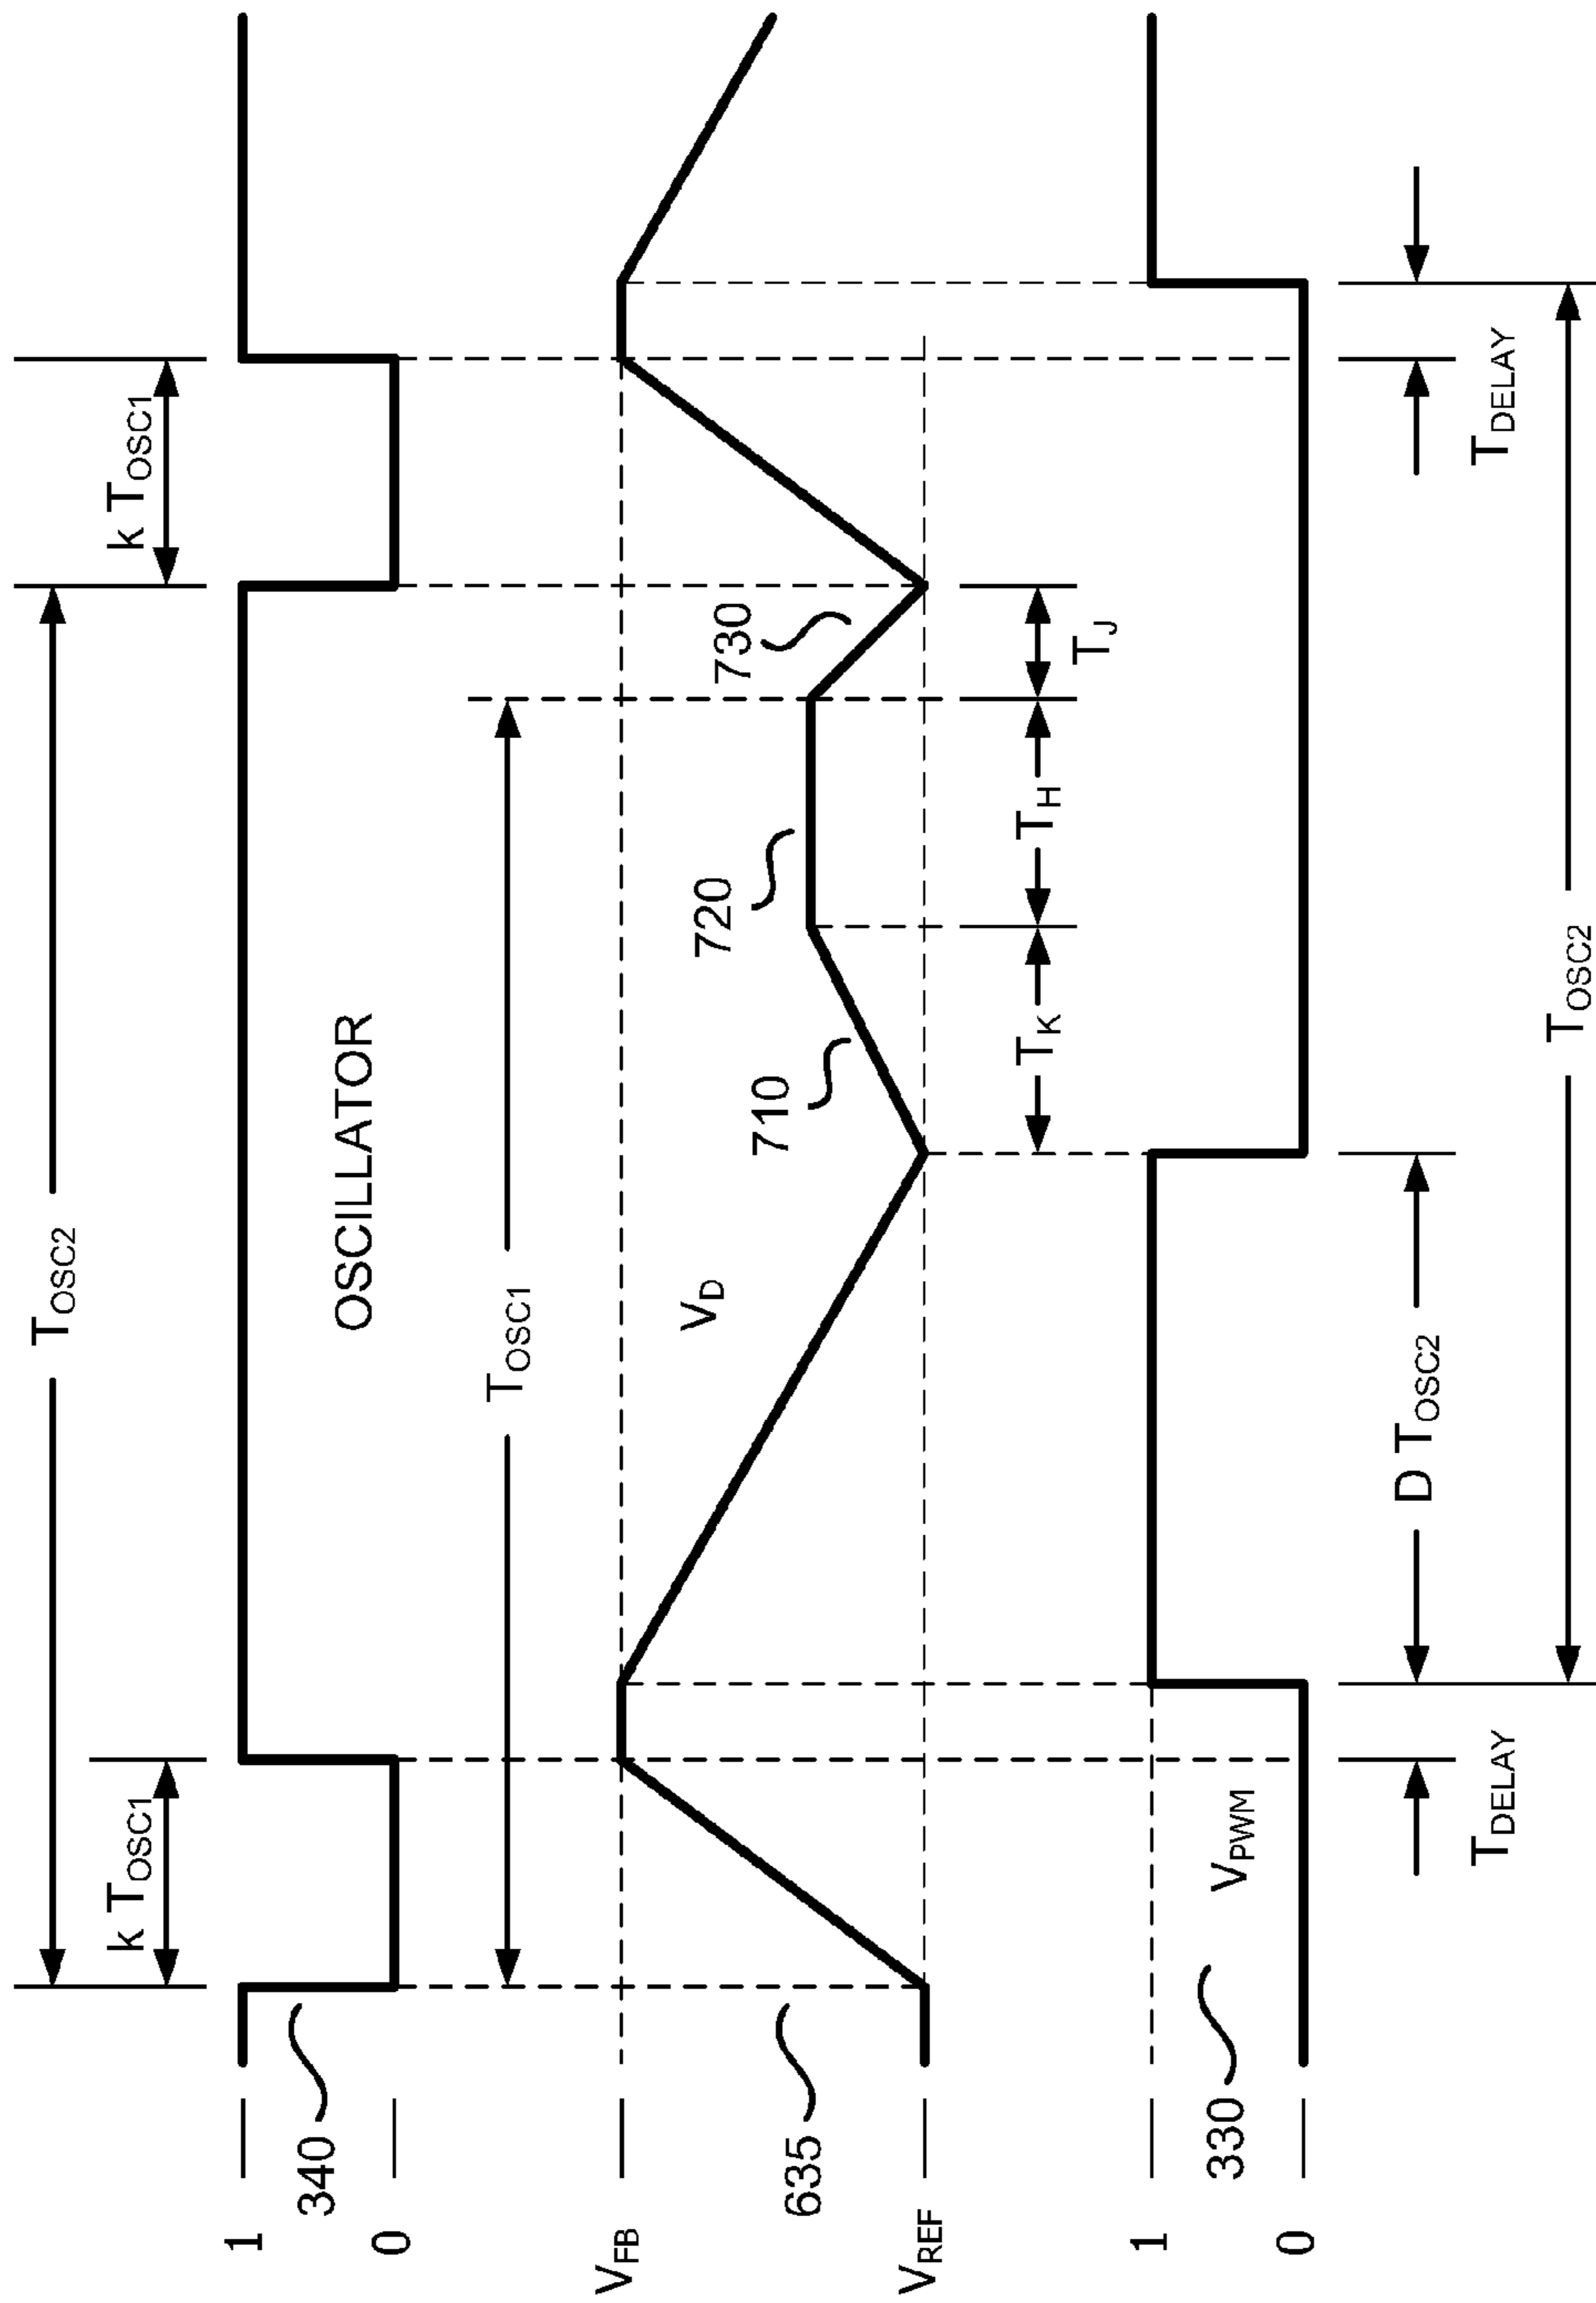 T_OSC2
k T_OSC1
k T_OSC1
1
340
0
OSCILLATOR
T_OSC1
V_FB
V_D
635
720
730
710
V_REF
T_K
T_H
T_J
1
330
V_PWM
0
T_DELAY
D T_OSC2
T_DELAY
T_OSC2